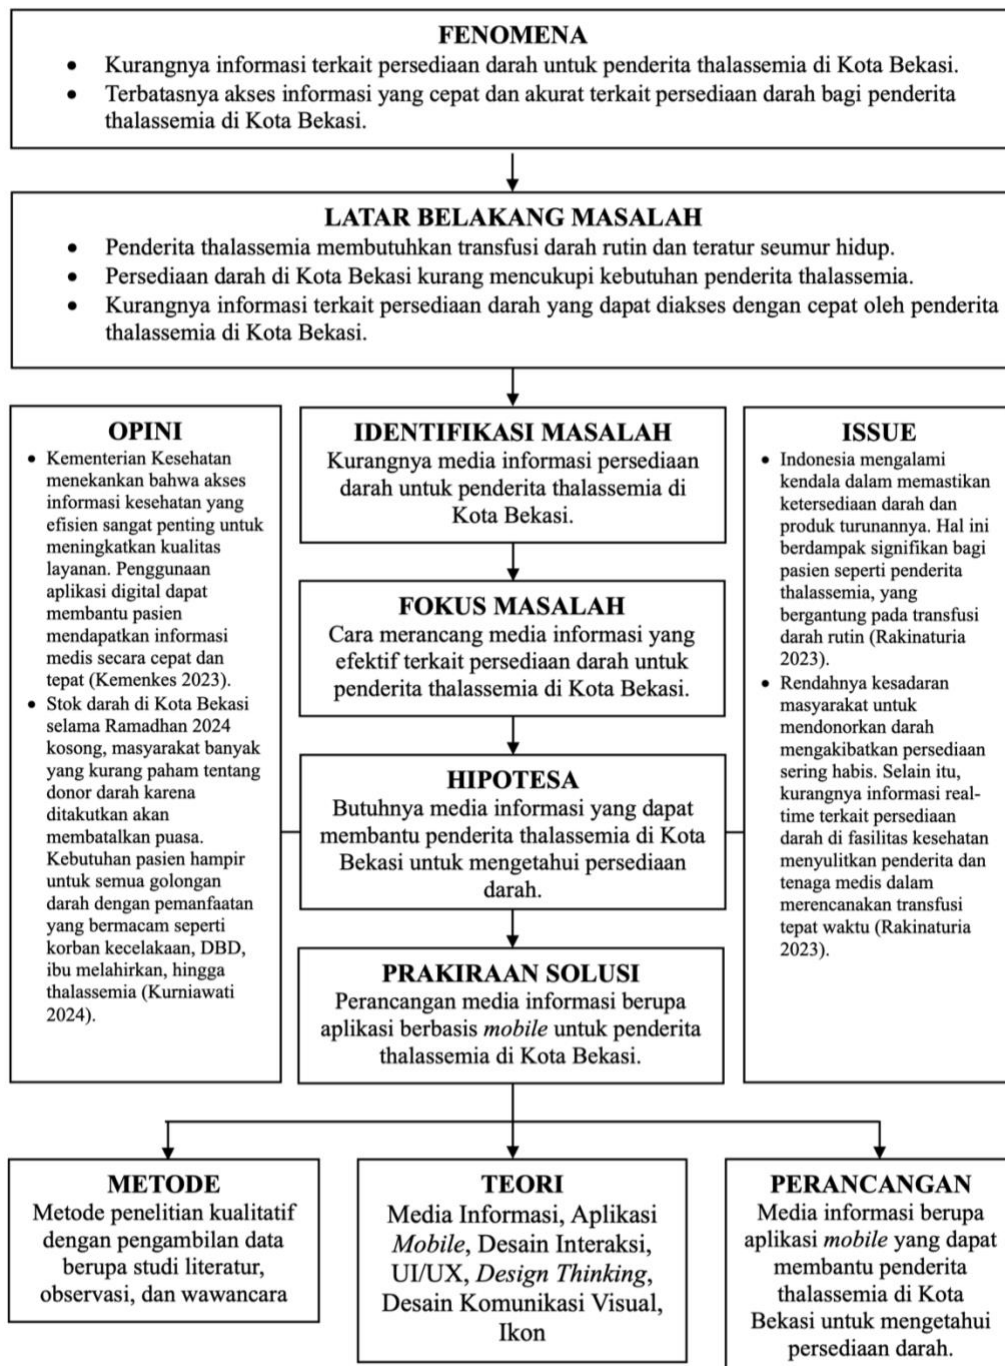 FENOMENA
• Kurangnya informasi terkait persediaan darah untuk penderita thalassemia di Kota Bekasi.
• Terbatasnya akses informasi yang cepat dan akurat terkait persediaan darah bagi penderita
thalassemia di Kota Bekasi.
LATAR BELAKANG MASALAH
• Penderita thalassemia membutuhkan transfusi darah rutin dan teratur seumur hidup.
• Persediaan darah di Kota Bekasi kurang mencukupi kebutuhan penderita thalassemia.
• Kurangnya informasi terkait persediaan darah yang dapat diakses dengan cepat oleh penderita
thalassemia di Kota Bekasi.
OPINI
• Kementerian Kesehatan
menekankan bahwa akses
informasi kesehatan yang
efisien sangat penting untuk
meningkatkan kualitas
layanan. Penggunaan
aplikasi digital dapat
membantu pasien
mendapatkan informasi
medis secara cepat dan
tepat (Kemenkes 2023).
• Stok darah di Kota Bekasi
selama Ramadhan 2024
kosong, masyarakat banyak
yang kurang paham tentang
donor darah karena
ditakutkan akan
membatalkan puasa.
Kebutuhan pasien hampir
untuk semua golongan
darah dengan pemanfaatan
yang bermacam seperti
korban kecelakaan, DBD,
ibu melahirkan, hingga
thalassemia (Kurniawati
2024).
IDENTIFIKASI MASALAH
Kurangnya media informasi persediaan
darah untuk penderita thalassemia di
Kota Bekasi.
FOKUS MASALAH
Cara merancang media informasi yang
efektif terkait persediaan darah untuk
penderita thalassemia di Kota Bekasi.
HIPOTESA
Butuhnya media informasi yang dapat
membantu penderita thalassemia di Kota
Bekasi untuk mengetahui persediaan
darah.
PRAKIRAAN SOLUSI
Perancangan media informasi berupa
aplikasi berbasis mobile untuk penderita
thalassemia di Kota Bekasi.
ISSUE
• Indonesia mengalami
kendala dalam memastikan
ketersediaan darah dan
produk turunannya. Hal ini
berdampak signifikan bagi
pasien seperti penderita
thalassemia, yang
bergantung pada transfusi
darah rutin (Rakinaturia
2023).
• Rendahnya kesadaran
masyarakat untuk
mendonorkan darah
mengakibatkan persediaan
sering habis. Selain itu,
kurangnya informasi real-
time terkait persediaan
darah di fasilitas kesehatan
menyulitkan penderita dan
tenaga medis dalam
merencanakan transfusi
tepat waktu (Rakinaturia
2023).
METODE
Metode penelitian kualitatif
dengan pengambilan data
berupa studi literatur,
observasi, dan wawancara
TEORI
Media Informasi, Aplikasi
Mobile, Desain Interaksi,
UI/UX, Design Thinking,
Desain Komunikasi Visual,
Ikon
PERANCANGAN
Media informasi berupa
aplikasi mobile yang dapat
membantu penderita
thalassemia di Kota
Bekasi untuk mengetahui
persediaan darah.